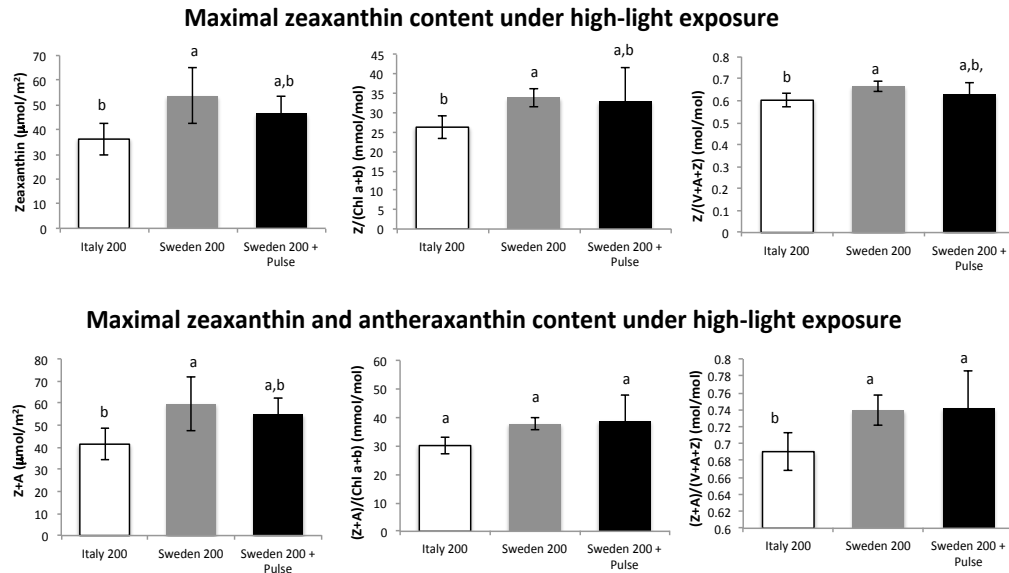 Maximal zeaxanthin content under high-light exposure
Zeaxanthin (μmol/m²)
70
60
50
40
30
20
10
0
b
a
a,b
Italy 200
Sweden 200
Sweden 200 +
Pulse
Z/(Chl a+b) (mmol/mol)
45
40
35
30
25
20
15
10
5
0
b
a
a,b
Italy 200
Sweden 200
Sweden 200 +
Pulse
Z/(V+A+Z) (mol/mol)
0.8
0.7
0.6
0.5
0.4
0.3
0.2
0.1
0
b
a
a,b,
Italy 200
Sweden 200
Sweden 200 +
Pulse
Maximal zeaxanthin and antheraxanthin content under high-light exposure
Z+A (μmol/m²)
80
70
60
50
40
30
20
10
0
b
a
a,b
Italy 200
Sweden 200
Sweden 200 +
Pulse
(Z+A)/(Chl a+b) (mmol/mol)
60
50
40
30
20
10
0
a
a
a
Italy 200
Sweden 200
Sweden 200 +
Pulse
(Z+A)/(V+A+Z) (mol/mol)
0.8
0.78
0.76
0.74
0.72
0.7
0.68
0.66
0.64
0.62
0.6
b
a
a
Italy 200
Sweden 200
Sweden 200 +
Pulse